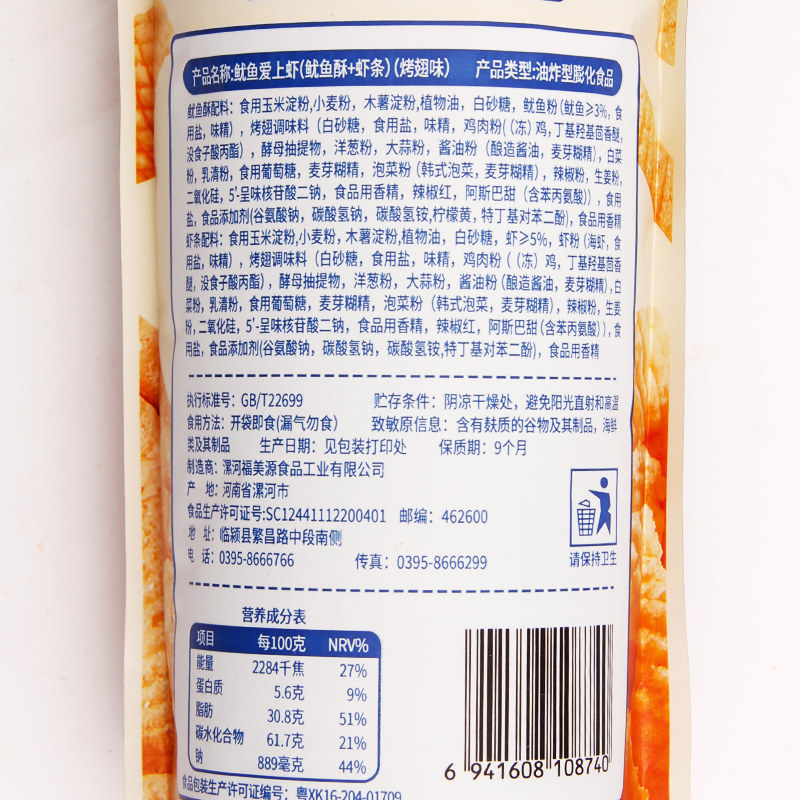 产品名称:鱿鱼爱上虾(鱿鱼酥+虾条)(烤翅味) 产品类型:油炸型膨化食品
鱿鱼酥配料：食用玉米淀粉,小麦粉，木薯淀粉,植物油，白砂糖，鱿鱼粉(鱿鱼≥3%，食
用盐，味精)，烤翅调味料（白砂糖，食用盐，味精，鸡肉粉(（冻）鸡,丁基羟基茴香醚,
没食子酸丙酯)，酵母抽提物，洋葱粉，大蒜粉，酱油粉（酿造酱油，麦芽糊精)，白菜
粉，乳清粉，食用葡萄糖，麦芽糊精，泡菜粉（韩式泡菜，麦芽糊精)，辣椒粉，生姜粉，
二氧化硅，5'-呈味核苷酸二钠，食品用香精，辣椒红，阿斯巴甜（含苯丙氨酸))，食用
盐，食品添加剂(谷氨酸钠，碳酸氢钠，碳酸氢铵,柠檬黄,特丁基对苯二酚)，食品用香精
虾条配料：食用玉米淀粉,小麦粉，木薯淀粉,植物油，白砂糖，虾≥5%，虾粉（海虾，食
用盐，味精)，烤翅调味料（白砂糖，食用盐，味精，鸡肉粉（（冻）鸡，丁基羟基茴香
醚，没食子酸丙酯)，酵母抽提物，洋葱粉，大蒜粉，酱油粉(酿造酱油，麦芽糊精),白
菜粉,乳清粉，食用葡萄糖，麦芽糊精，泡菜粉（韩式泡菜，麦芽糊精)，辣椒粉，生姜
粉,二氧化硅，5'-呈味核苷酸二钠，食品用香精，辣椒红，阿斯巴甜(含苯丙氨酸))，食
用盐，食品添加剂(谷氨酸钠，碳酸氢钠，碳酸氢铵,特丁基对苯二酚)，食品用香精
执行标准号：GB/T22699 贮存条件：阴凉干燥处，避免阳光直射和高温
食用方法：开袋即食(漏气勿食) 致敏原信息：含有麸质的谷物及其制品，海鲜
类及其制品 生产日期：见包装打印处 保质期：9个月
制造商：漯河福美源食品工业有限公司
产 地：河南省漯河市
食品生产许可证号:SC12441112200401 邮编：462600
地 址：临颍县繁昌路中段南侧
电 话：0395-8666766 传真：0395-8666299
请保持卫生
营养成分表
项目 每100克 NRV%
能量 2284千焦 27%
蛋白质 5.6克 9%
脂肪 30.8克 51%
碳水化合物 61.7克 21%
钠 889毫克 44%
食品包装生产许可证编号：粤XK16-204-01709
6 941608 108740